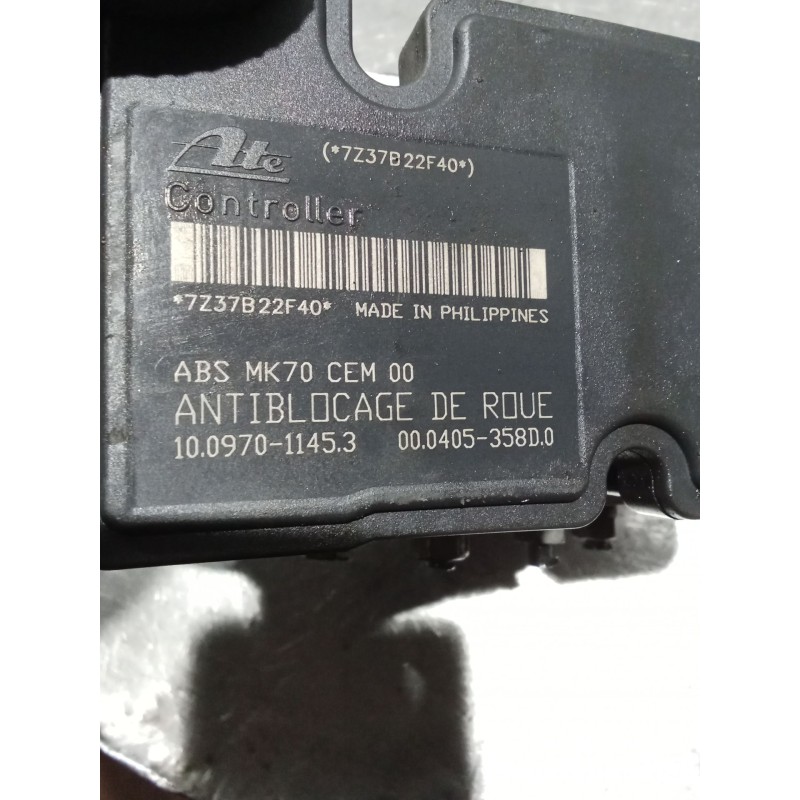 Ate (*7Z37B22F40*)
Controller
*7Z37B22F40* MADE IN PHILIPPINES
ABS MK70 CEM 00
ANTIBLOCAGE DE ROUE
10.0970-1145.3 00.0405-358D.0